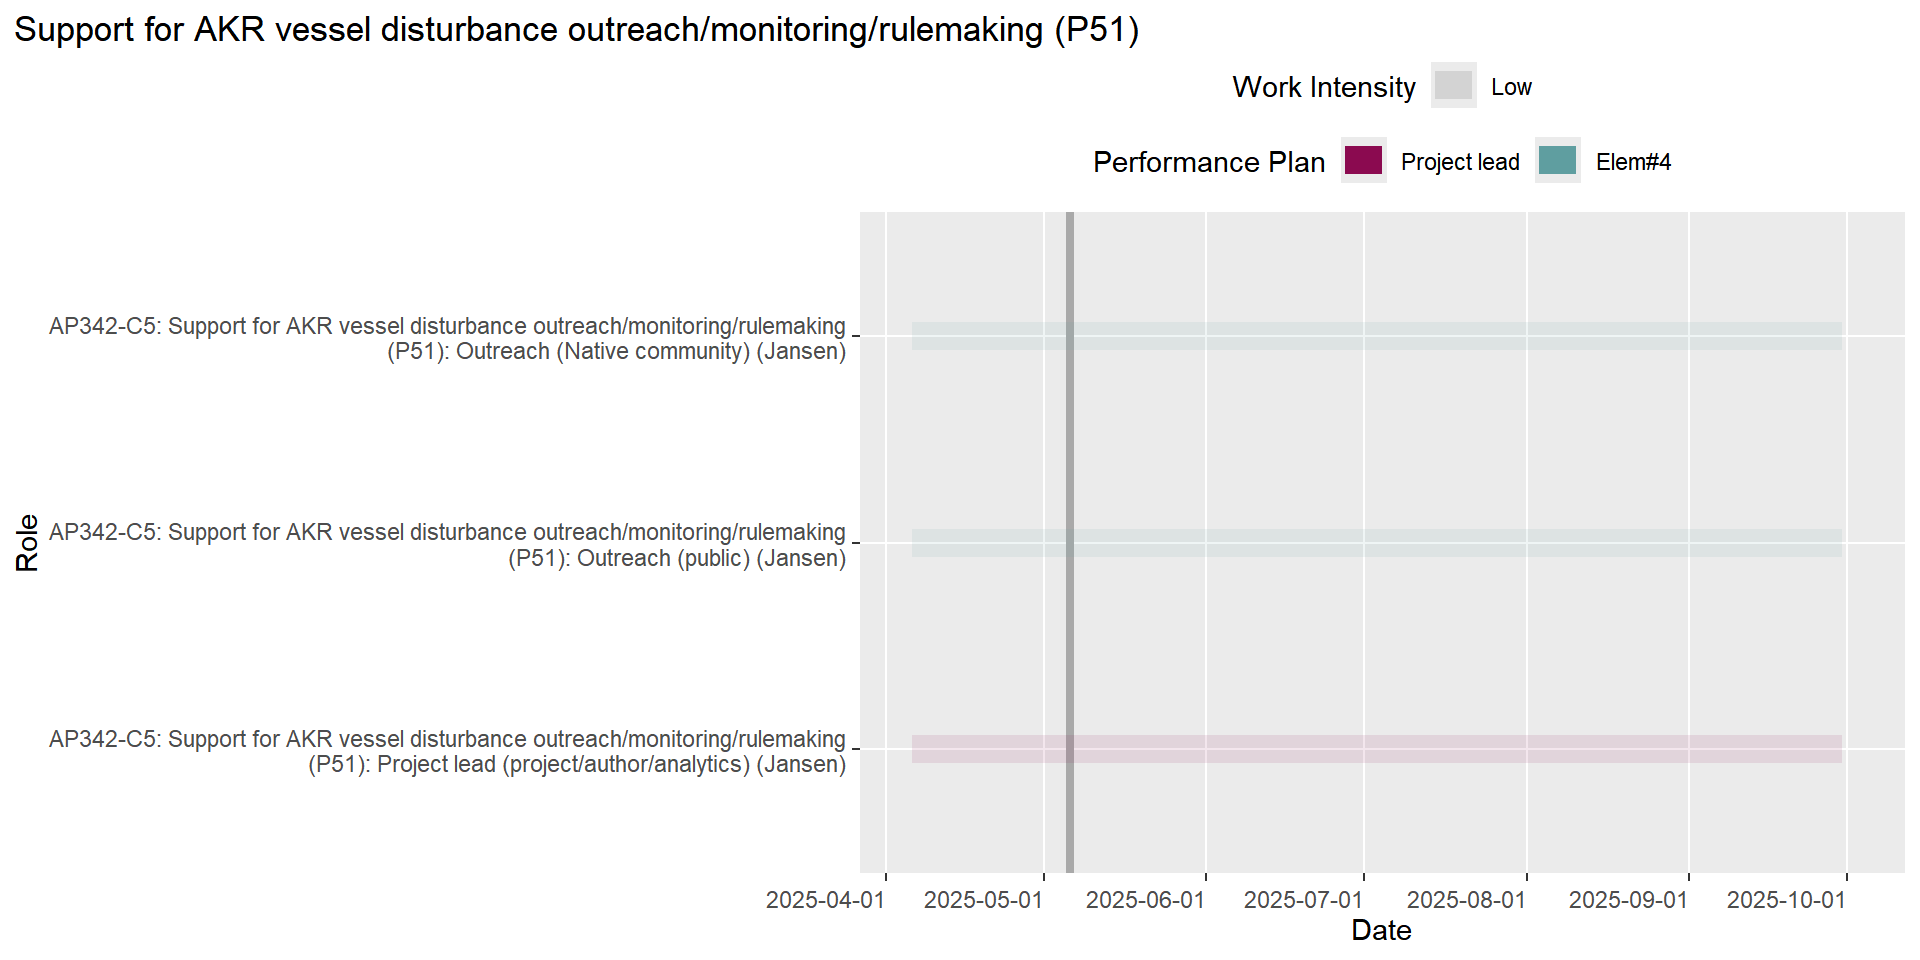 Support for AKR vessel disturbance outreach/monitoring/rulemaking (P51)
Work Intensity Low
Performance Plan Project lead Elem#4
AP342-C5: Support for AKR vessel disturbance outreach/monitoring/rulemaking
(P51): Outreach (Native community) (Jansen)
AP342-C5: Support for AKR vessel disturbance outreach/monitoring/rulemaking
(P51): Outreach (public) (Jansen)
AP342-C5: Support for AKR vessel disturbance outreach/monitoring/rulemaking
(P51): Project lead (project/author/analytics) (Jansen)
Role
2025-04-01 2025-05-01 2025-06-01 2025-07-01 2025-08-01 2025-09-01 2025-10-01
Date